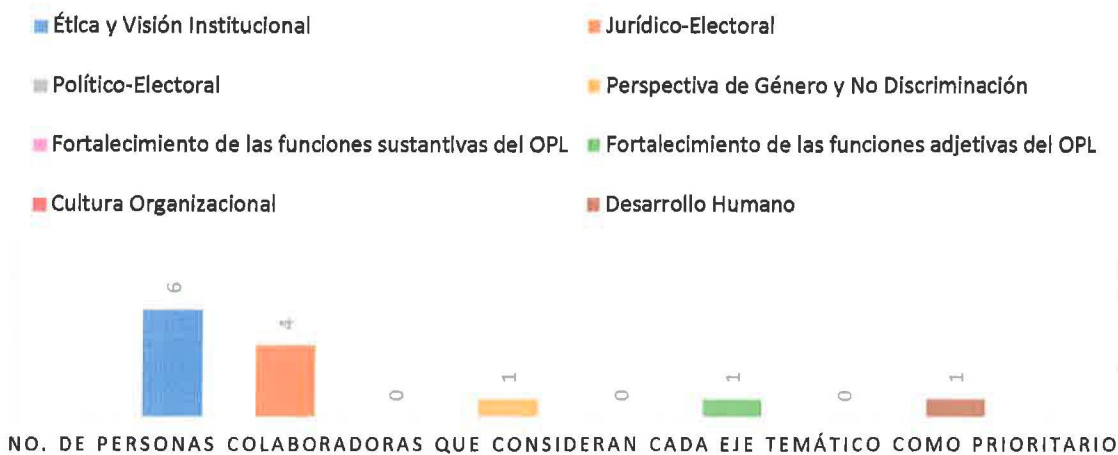 Ética y Visión Institucional
Jurídico-Electoral
Político-Electoral
Perspectiva de Género y No Discriminación
Fortalecimiento de las funciones sustantivas del OPL
Fortalecimiento de las funciones adjetivas del OPL
Cultura Organizacional
Desarrollo Humano
6
4
0
1
0
1
0
1
NO. DE PERSONAS COLABORADORAS QUE CONSIDERAN CADA EJE TEMÁTICO COMO PRIORITARIO